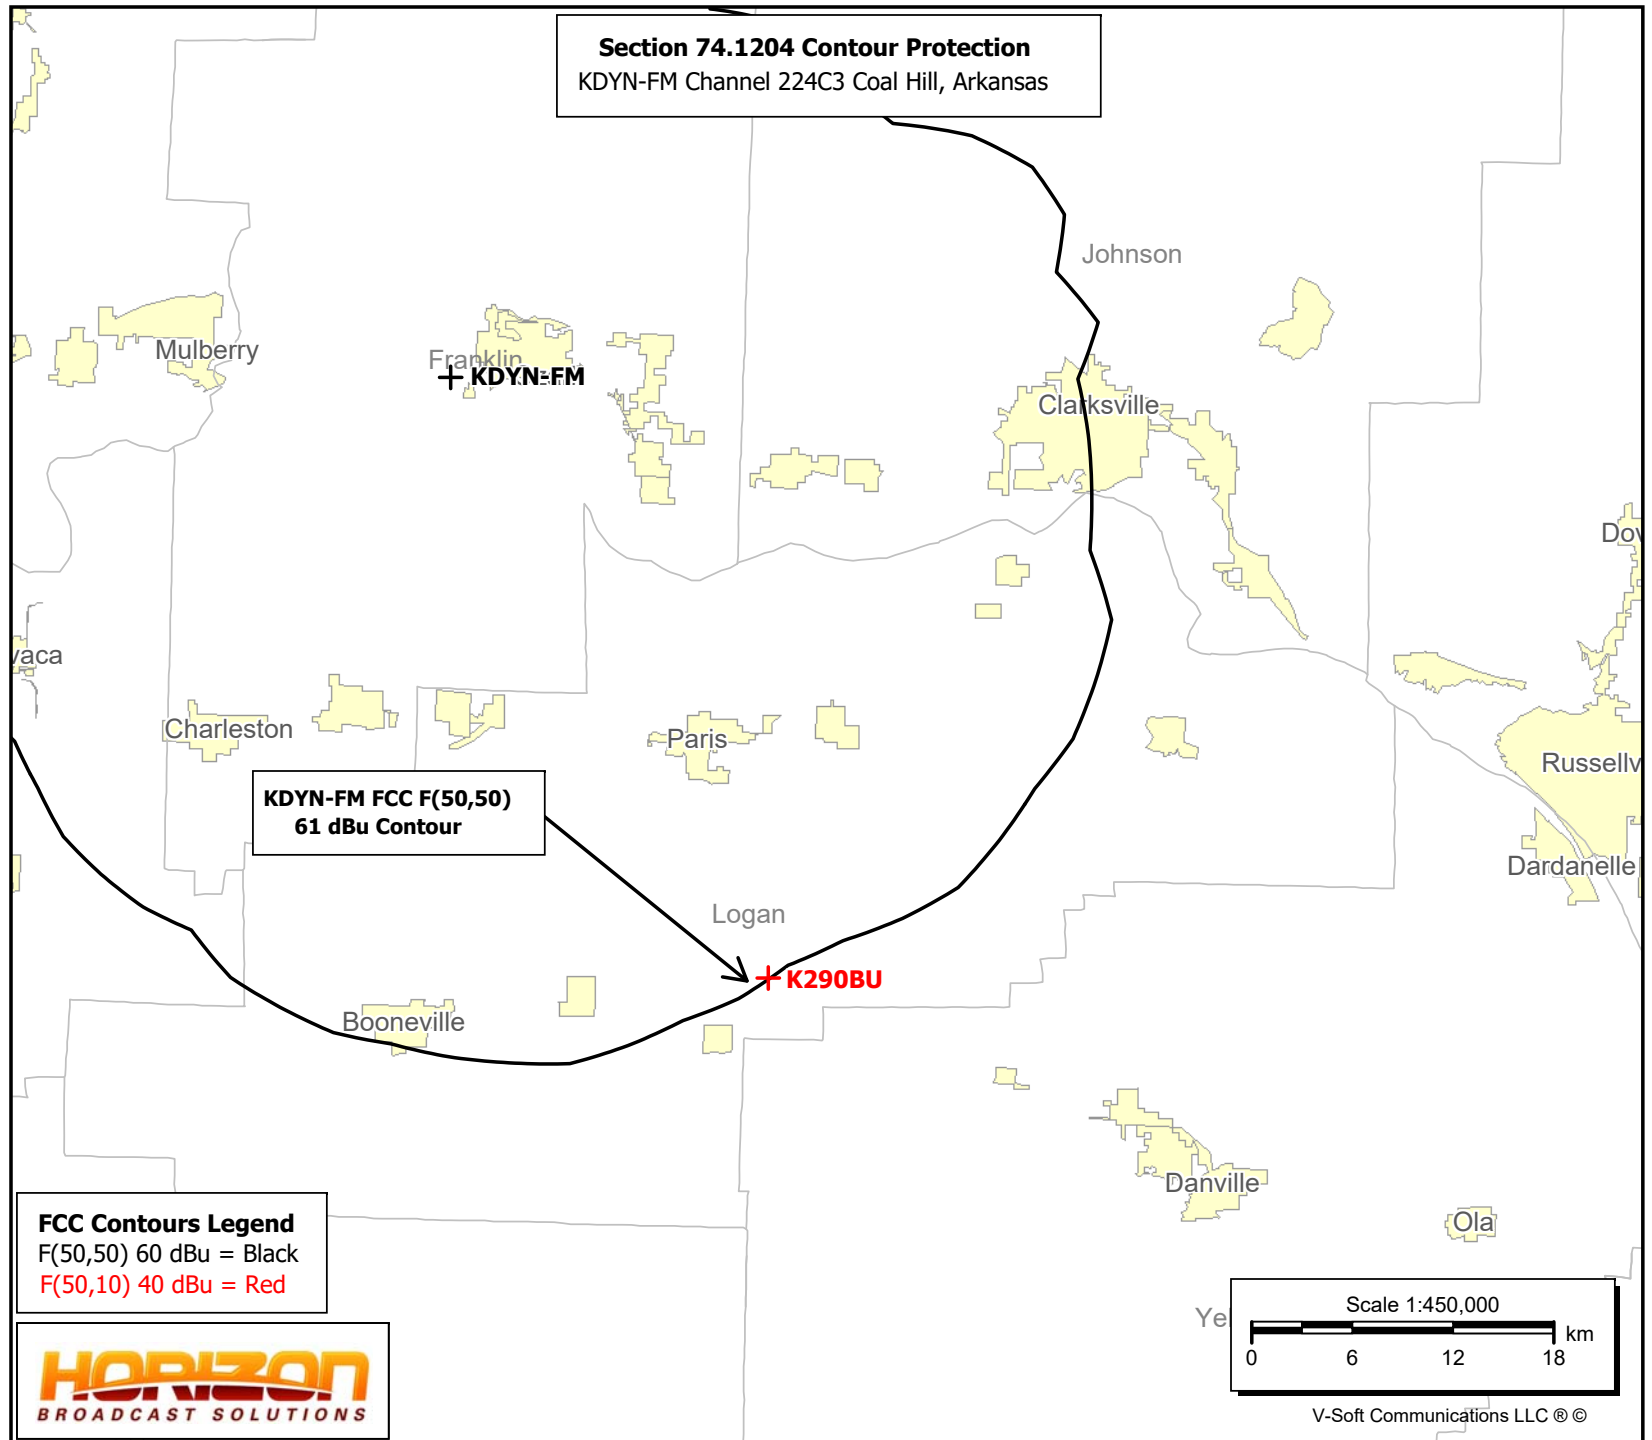 Section 74.1204 Contour Protection
KDYN-FM Channel 224C3 Coal Hill, Arkansas
Johnson
Mulberry
Franklin
KDYN-FM
Clarksville
Dov
vaca
Charleston
Paris
Russellv
KDYN-FM FCC F(50,50)
61 dBu Contour
Dardanelle
Logan
K290BU
Booneville
Danville
Ola
FCC Contours Legend
F(50,50) 60 dBu = Black
F(50,10) 40 dBu = Red
Yel
Scale 1:450,000
km
0 6 12 18
HORIZON
BROADCAST SOLUTIONS
V-Soft Communications LLC ® ©